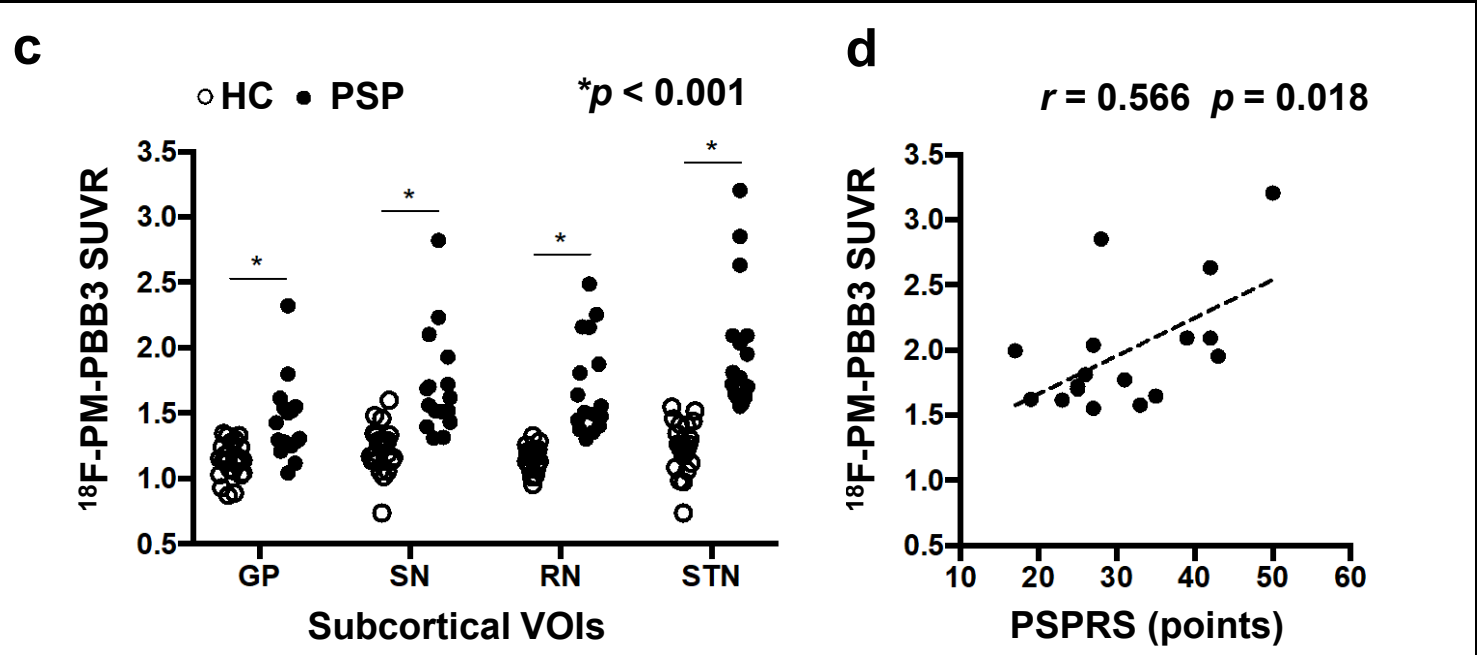 c
HC PSP
*p < 0.001
¹⁸F-PM-PBB3 SUVR
3.5
3.0
2.5
2.0
1.5
1.0
0.5
*
*
*
*
GP SN RN STN
Subcortical VOIs
d
r = 0.566 p = 0.018
¹⁸F-PM-PBB3 SUVR
3.5
3.0
2.5
2.0
1.5
1.0
0.5
10 20 30 40 50 60
PSPRS (points)